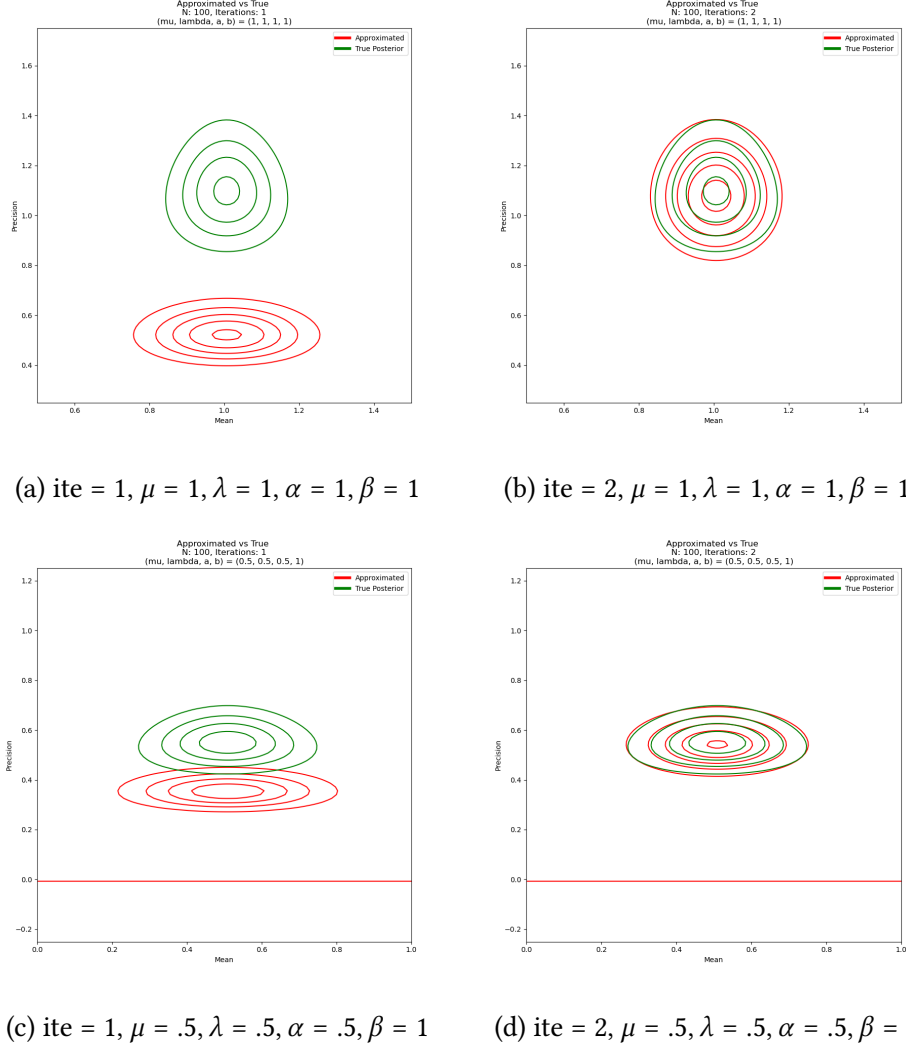 Approximated vs True
N: 100, Iterations: 1
(mu, lambda, a, b) = (1, 1, 1, 1)
Approximated
True Posterior
Precision
1.6
1.4
1.2
1.0
0.8
0.6
0.4
0.6
0.8
1.0
1.2
1.4
Mean
Approximated vs True
N: 100, Iterations: 2
(mu, lambda, a, b) = (1, 1, 1, 1)
Approximated
True Posterior
Precision
1.6
1.4
1.2
1.0
0.8
0.6
0.4
0.6
0.8
1.0
1.2
1.4
Mean
(a) ite = 1, μ = 1, λ = 1, α = 1, β = 1
(b) ite = 2, μ = 1, λ = 1, α = 1, β = 1
Approximated vs True
N: 100, Iterations: 1
(mu, lambda, a, b) = (0.5, 0.5, 0.5, 1)
Approximated
True Posterior
Precision
1.2
1.0
0.8
0.6
0.4
0.2
0.0
−0.2
0.0
0.2
0.4
0.6
0.8
1.0
Mean
Approximated vs True
N: 100, Iterations: 2
(mu, lambda, a, b) = (0.5, 0.5, 0.5, 1)
Approximated
True Posterior
Precision
1.2
1.0
0.8
0.6
0.4
0.2
0.0
−0.2
0.0
0.2
0.4
0.6
0.8
1.0
Mean
(c) ite = 1, μ = .5, λ = .5, α = .5, β = 1
(d) ite = 2, μ = .5, λ = .5, α = .5, β =